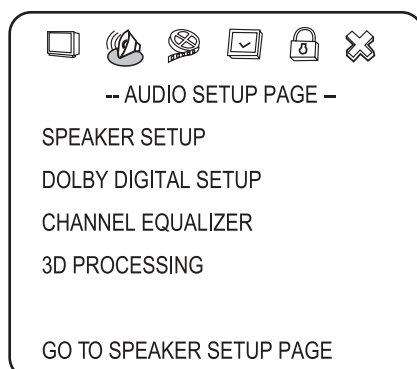 -- AUDIO SETUP PAGE –
SPEAKER SETUP
DOLBY DIGITAL SETUP
CHANNEL EQUALIZER
3D PROCESSING
GO TO SPEAKER SETUP PAGE